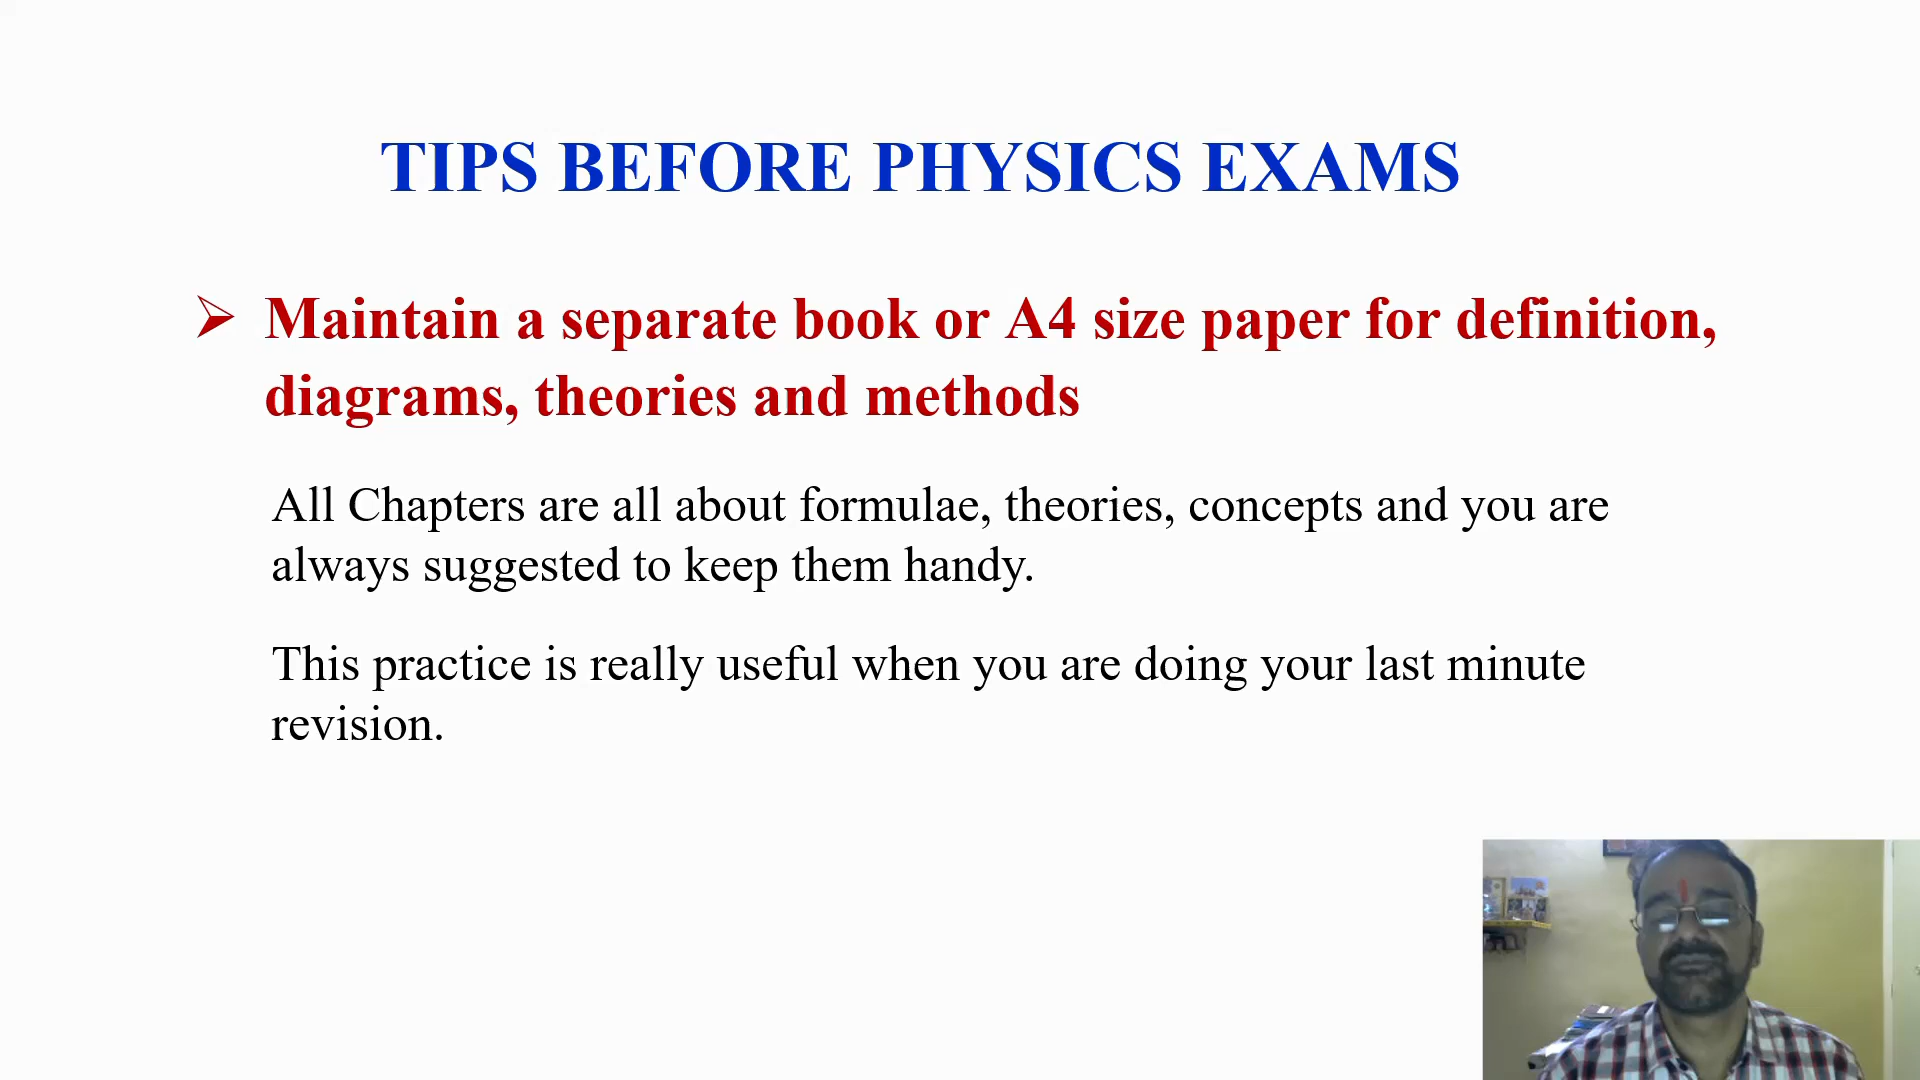 TIPS BEFORE PHYSICS EXAMS
➢ Maintain a separate book or A4 size paper for definition,
diagrams, theories and methods
All Chapters are all about formulae, theories, concepts and you are
always suggested to keep them handy.
This practice is really useful when you are doing your last minute
revision.